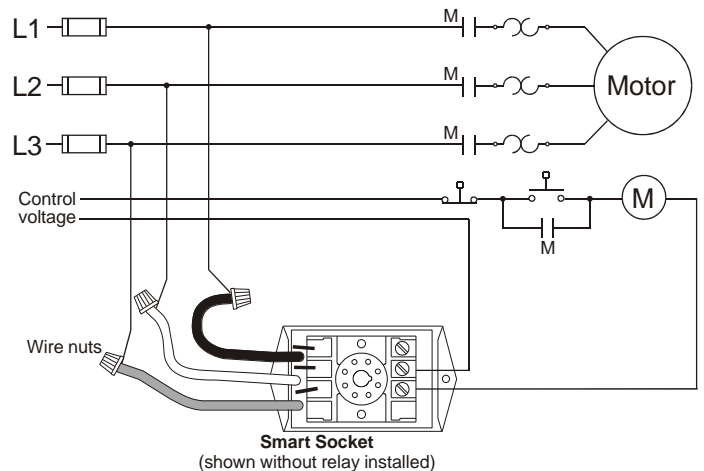 L1
M
L2
M
Motor
L3
M
Control
voltage
M
M
Wire nuts
Smart Socket
(shown without relay installed)